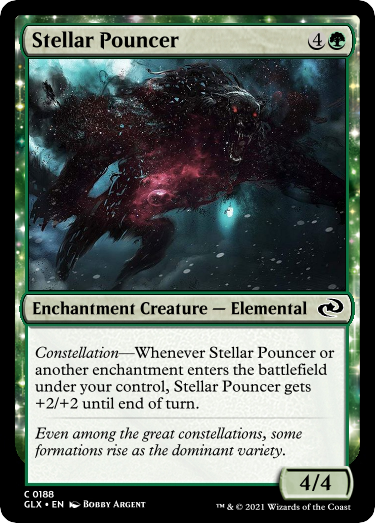 Stellar Pouncer 4
Enchantment Creature — Elemental
Constellation—Whenever Stellar Pouncer or
another enchantment enters the battlefield
under your control, Stellar Pouncer gets
+2/+2 until end of turn.
Even among the great constellations, some
formations rise as the dominant variety.
4/4
C 0188
GLX • EN Bobby Argent
™ & © 2021 Wizards of the Coast